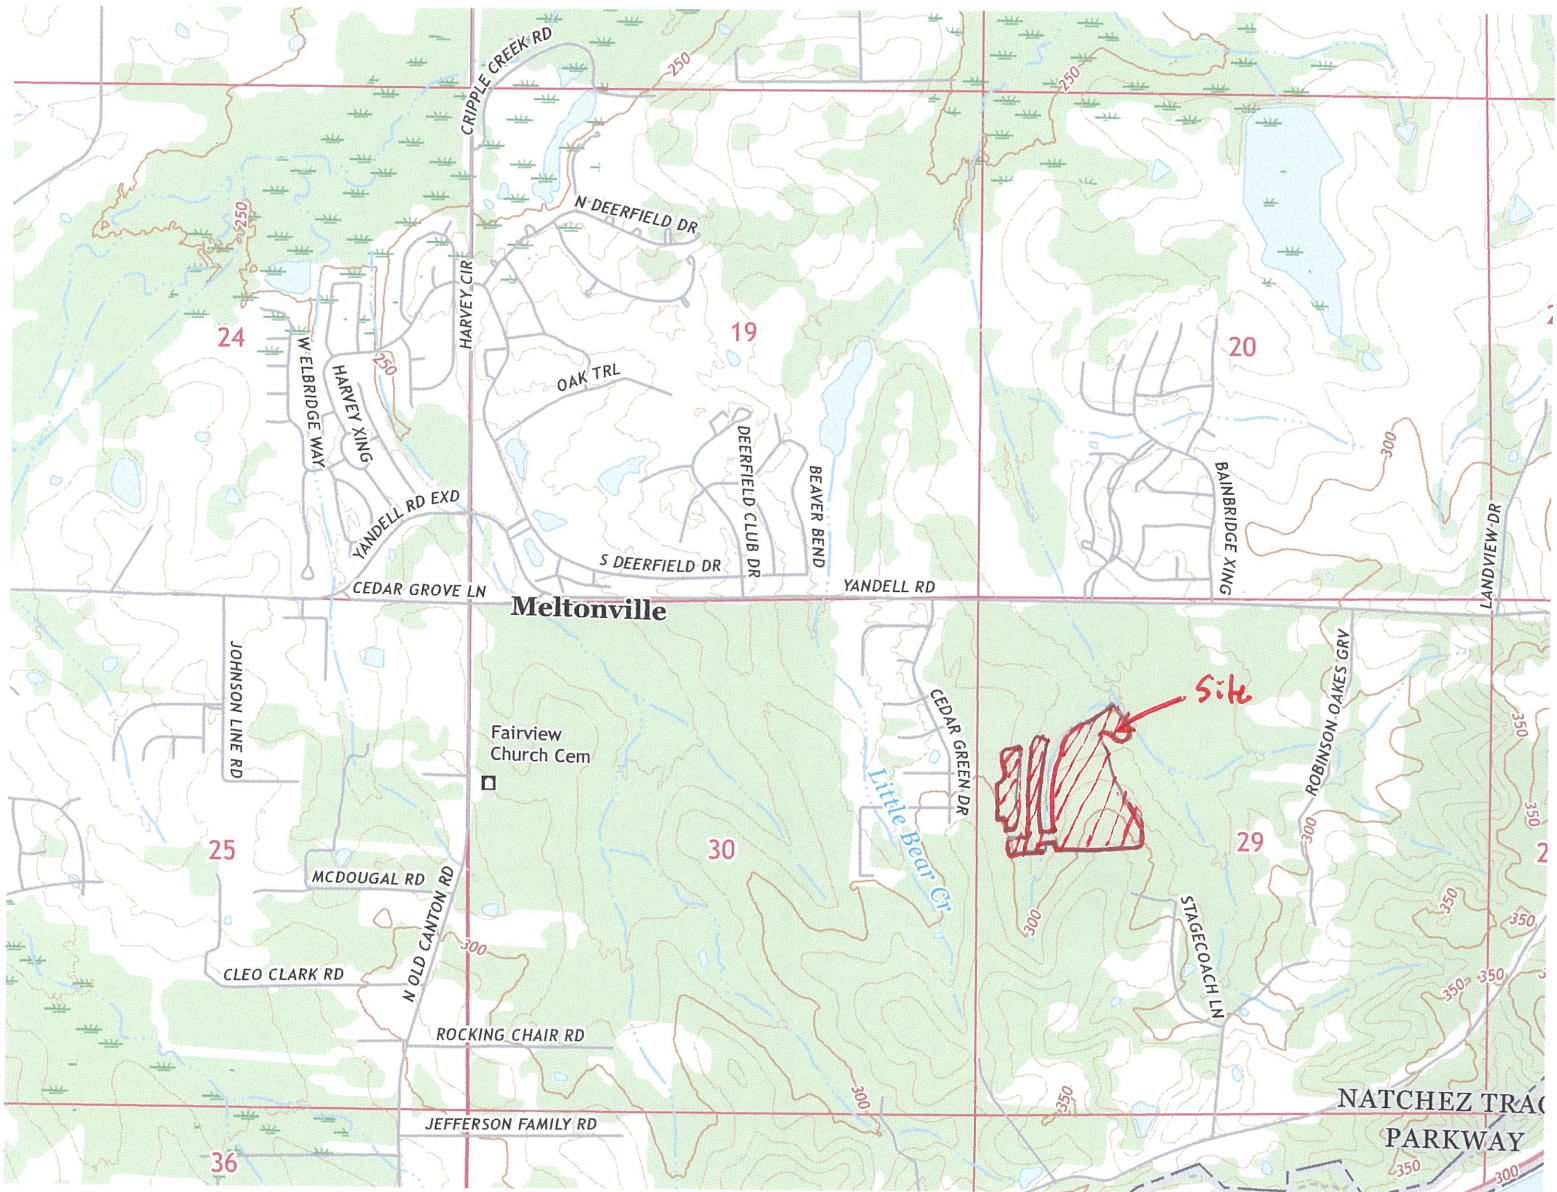 CRIPPLE CREEK RD
250
250
250
N DEERFIELD DR
HARVEY CIR
24
19
20
W ELBRIDGE WAY
HARVEY XING
250
OAK TRL
DEERFIELD CLUB DR
BEAVER BEND
BAINBRIDGE XING
300
LANDVIEW DR
YANDELL RD EXD
S DEERFIELD DR
CEDAR GROVE LN
YANDELL RD
Meltonville
JOHNSON LINE RD
ROBINSON OAKES GRV
Site
CEDAR GREEN DR
350
Fairview
Church Cem
Little Bear Cr
350
300
25
30
29
MCDOUGAL RD
N OLD CANTON RD
STAGECOACH LN
350
350
300
300
CLEO CLARK RD
350
350
ROCKING CHAIR RD
300
350
JEFFERSON FAMILY RD
NATCHEZ TRAC
PARKWAY
36
350
300